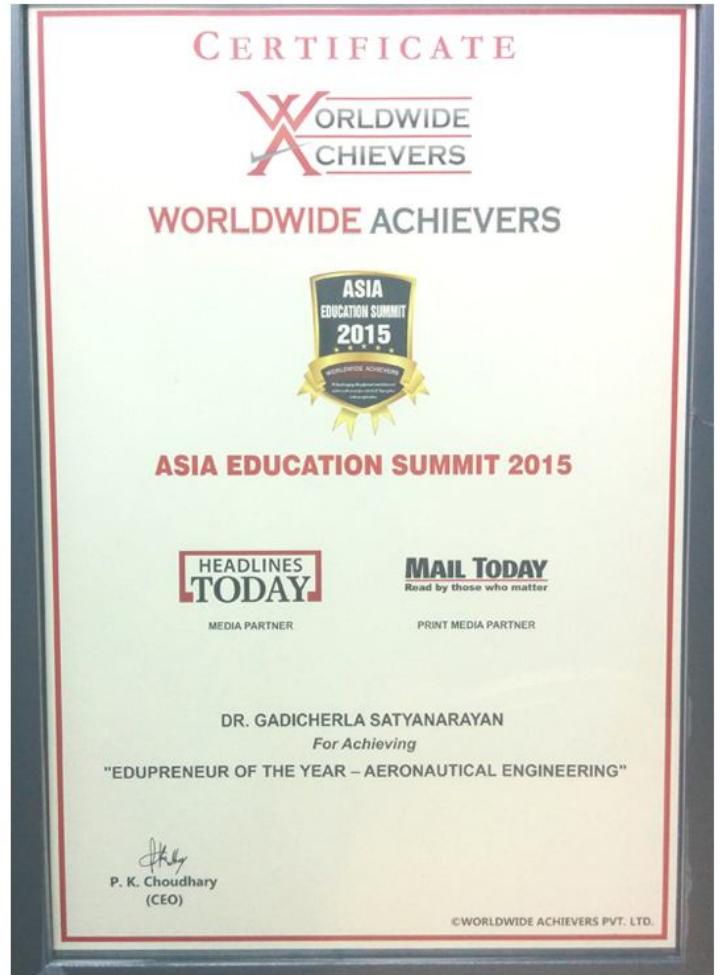 CERTIFICATE
WORLDWIDE
ACHIEVERS
WORLDWIDE ACHIEVERS
ASIA
EDUCATION SUMMIT
2015
WORLDWIDE ACHIEVERS
ASIA EDUCATION SUMMIT 2015
HEADLINES
TODAY
MEDIA PARTNER
MAIL TODAY
Read by those who matter
PRINT MEDIA PARTNER
DR. GADICHERLA SATYANARAYAN
For Achieving
"EDUPRENEUR OF THE YEAR – AERONAUTICAL ENGINEERING"
P. K. Choudhary
(CEO)
©WORLDWIDE ACHIEVERS PVT. LTD.